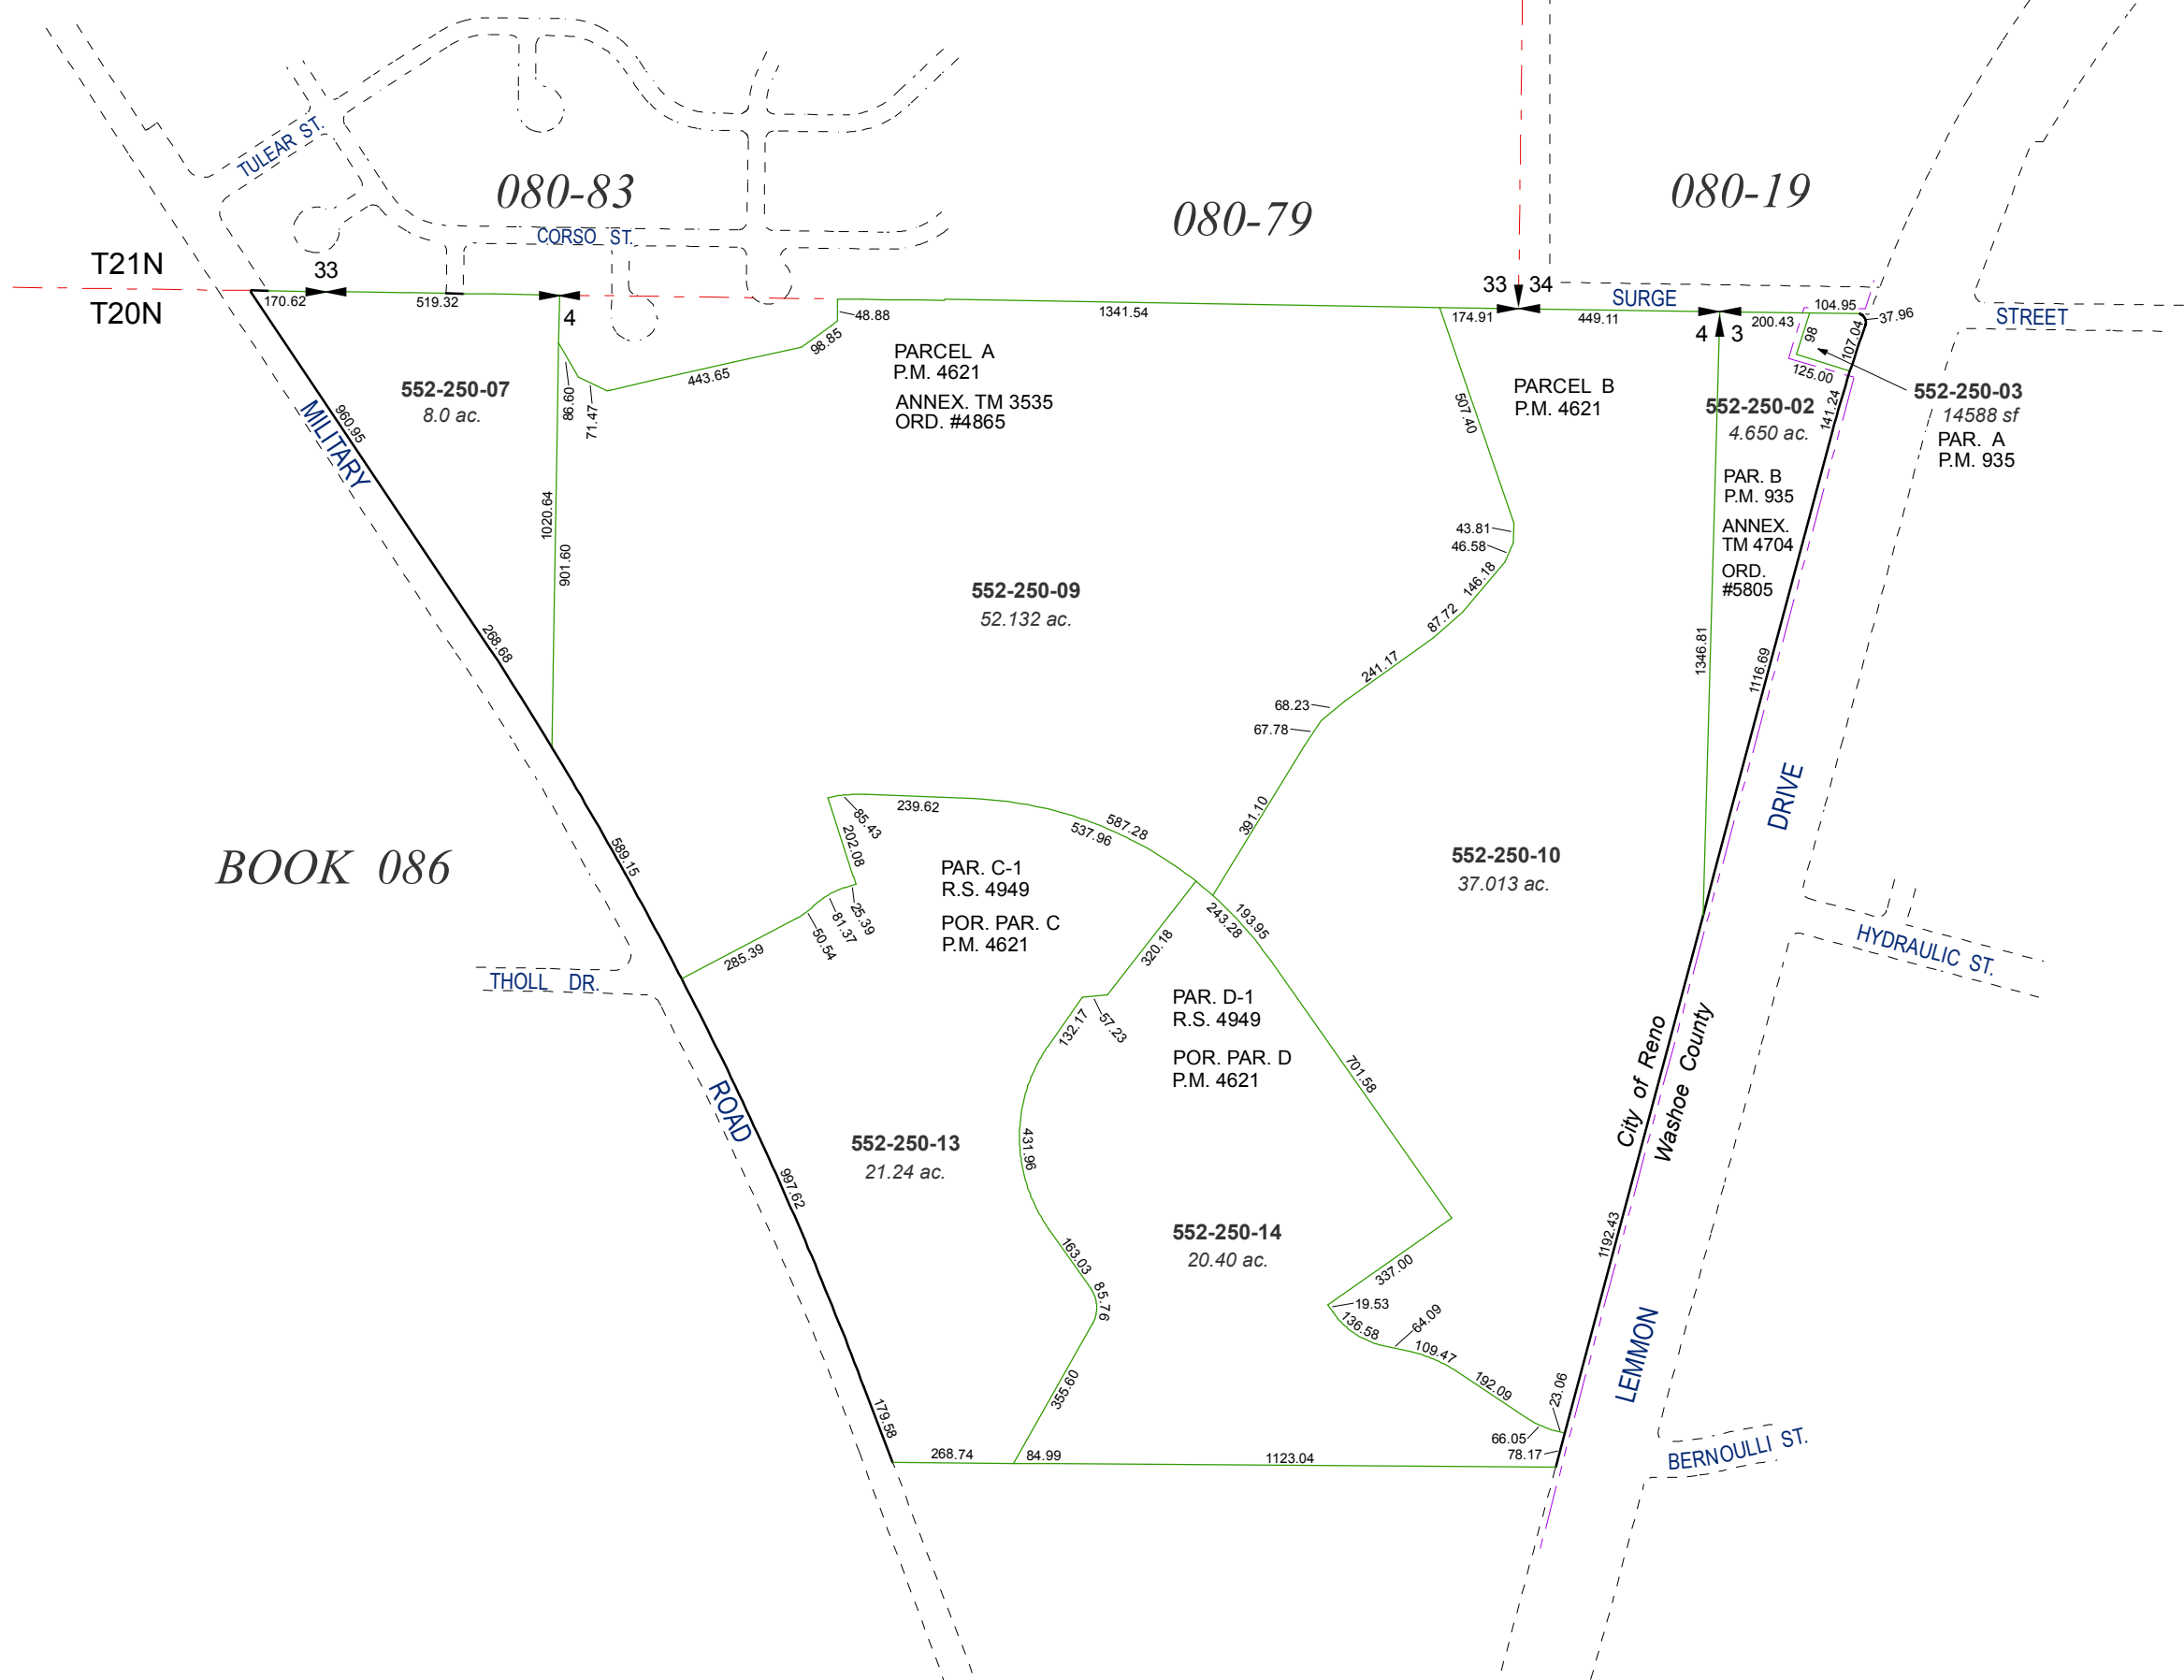 TULEAR ST.
080-83
CORSO ST.
080-79
080-19
T21N
T20N
33
170.62
519.32
4
48.88
98.85
443.65
1341.54
33 34
174.91
449.11
SURGE
STREET
4 3
200.43
104.95
37.96
98
107.04
125.00
141.24
PARCEL A
P.M. 4621
ANNEX. TM 3535
ORD. #4865
PARCEL B
P.M. 4621
552-250-07
8.0 ac.
86.60
71.47
552-250-02
4.650 ac.
552-250-03
14588 sf
PAR. A
P.M. 935
PAR. B
P.M. 935
ANNEX.
TM 4704
ORD.
#5805
960.95
MILITARY
1020.64
901.60
507.40
43.81
46.58
146.18
87.72
241.17
68.23
67.78
391.10
552-250-09
52.132 ac.
268.68
1346.81
1116.69
DRIVE
589.15
BOOK 086
85.43
239.62
202.08
537.96
587.28
25.39
81.37
50.54
285.39
PAR. C-1
R.S. 4949
POR. PAR. C
P.M. 4621
552-250-10
37.013 ac.
193.95
243.28
320.18
57.23
132.17
PAR. D-1
R.S. 4949
POR. PAR. D
P.M. 4621
701.58
HYDRAULIC ST.
THOLL DR.
City of Reno
Washoe County
ROAD
552-250-13
21.24 ac.
431.96
997.62
552-250-14
20.40 ac.
163.03
85.76
337.00
19.53
136.58
64.09
109.47
192.09
23.06
66.05
78.17
1192.43
LEMMON
355.60
179.58
268.74
84.99
1123.04
BERNOULLI ST.